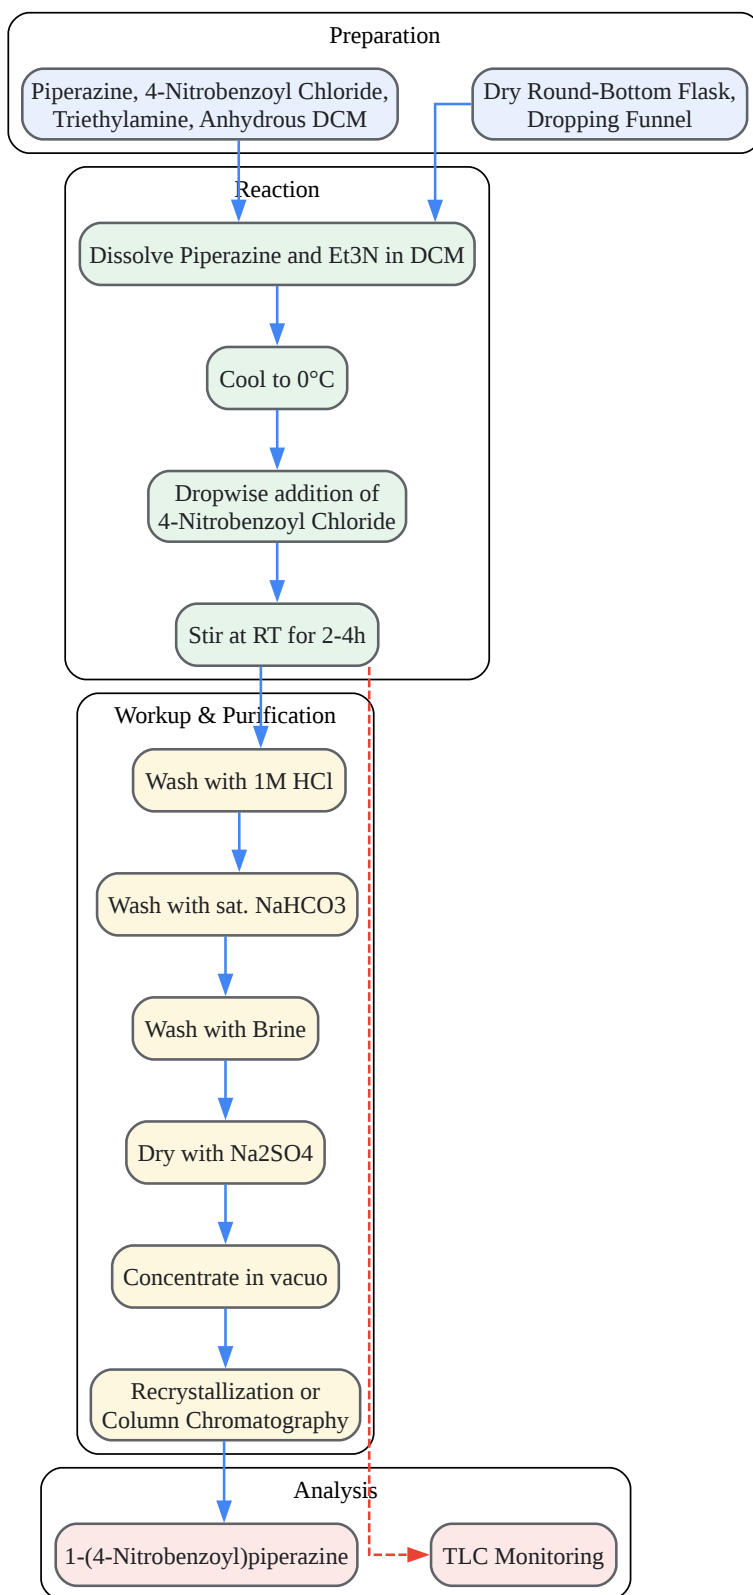 Preparation
Piperazine, 4-Nitrobenzoyl Chloride,
Triethylamine, Anhydrous DCM
Dry Round-Bottom Flask,
Dropping Funnel
Reaction
Dissolve Piperazine and Et3N in DCM
Cool to 0°C
Dropwise addition of
4-Nitrobenzoyl Chloride
Stir at RT for 2-4h
Workup & Purification
Wash with 1M HCl
Wash with sat. NaHCO3
Wash with Brine
Dry with Na2SO4
Concentrate in vacuo
Recrystallization or
Column Chromatography
Analysis
1-(4-Nitrobenzoyl)piperazine
TLC Monitoring